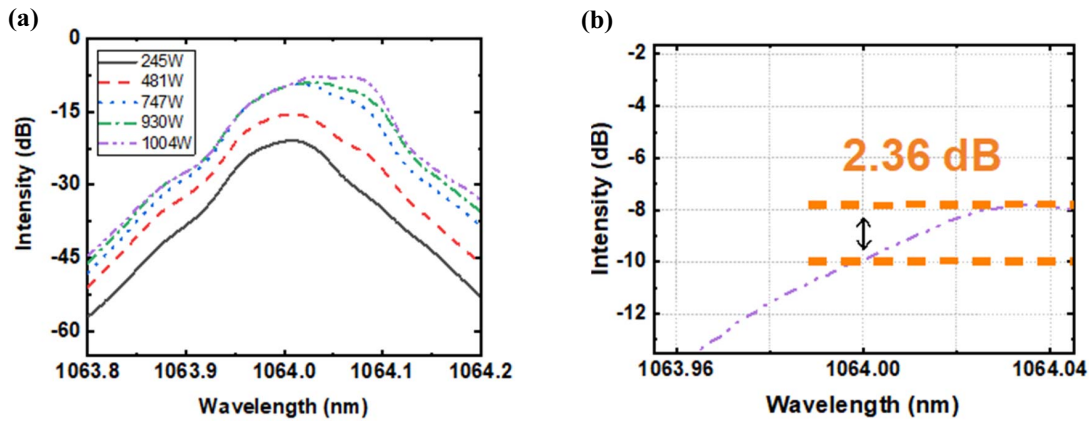 (a)
0
-15
-30
-45
-60
Intensity (dB)
245W
481W
747W
930W
1004W
1063.8 1063.9 1064.0 1064.1 1064.2
Wavelength (nm)
(b)
-2
-4
-6
-8
-10
-12
Intensity (dB)
2.36 dB
1063.96 1064.00 1064.04
Wavelength (nm)